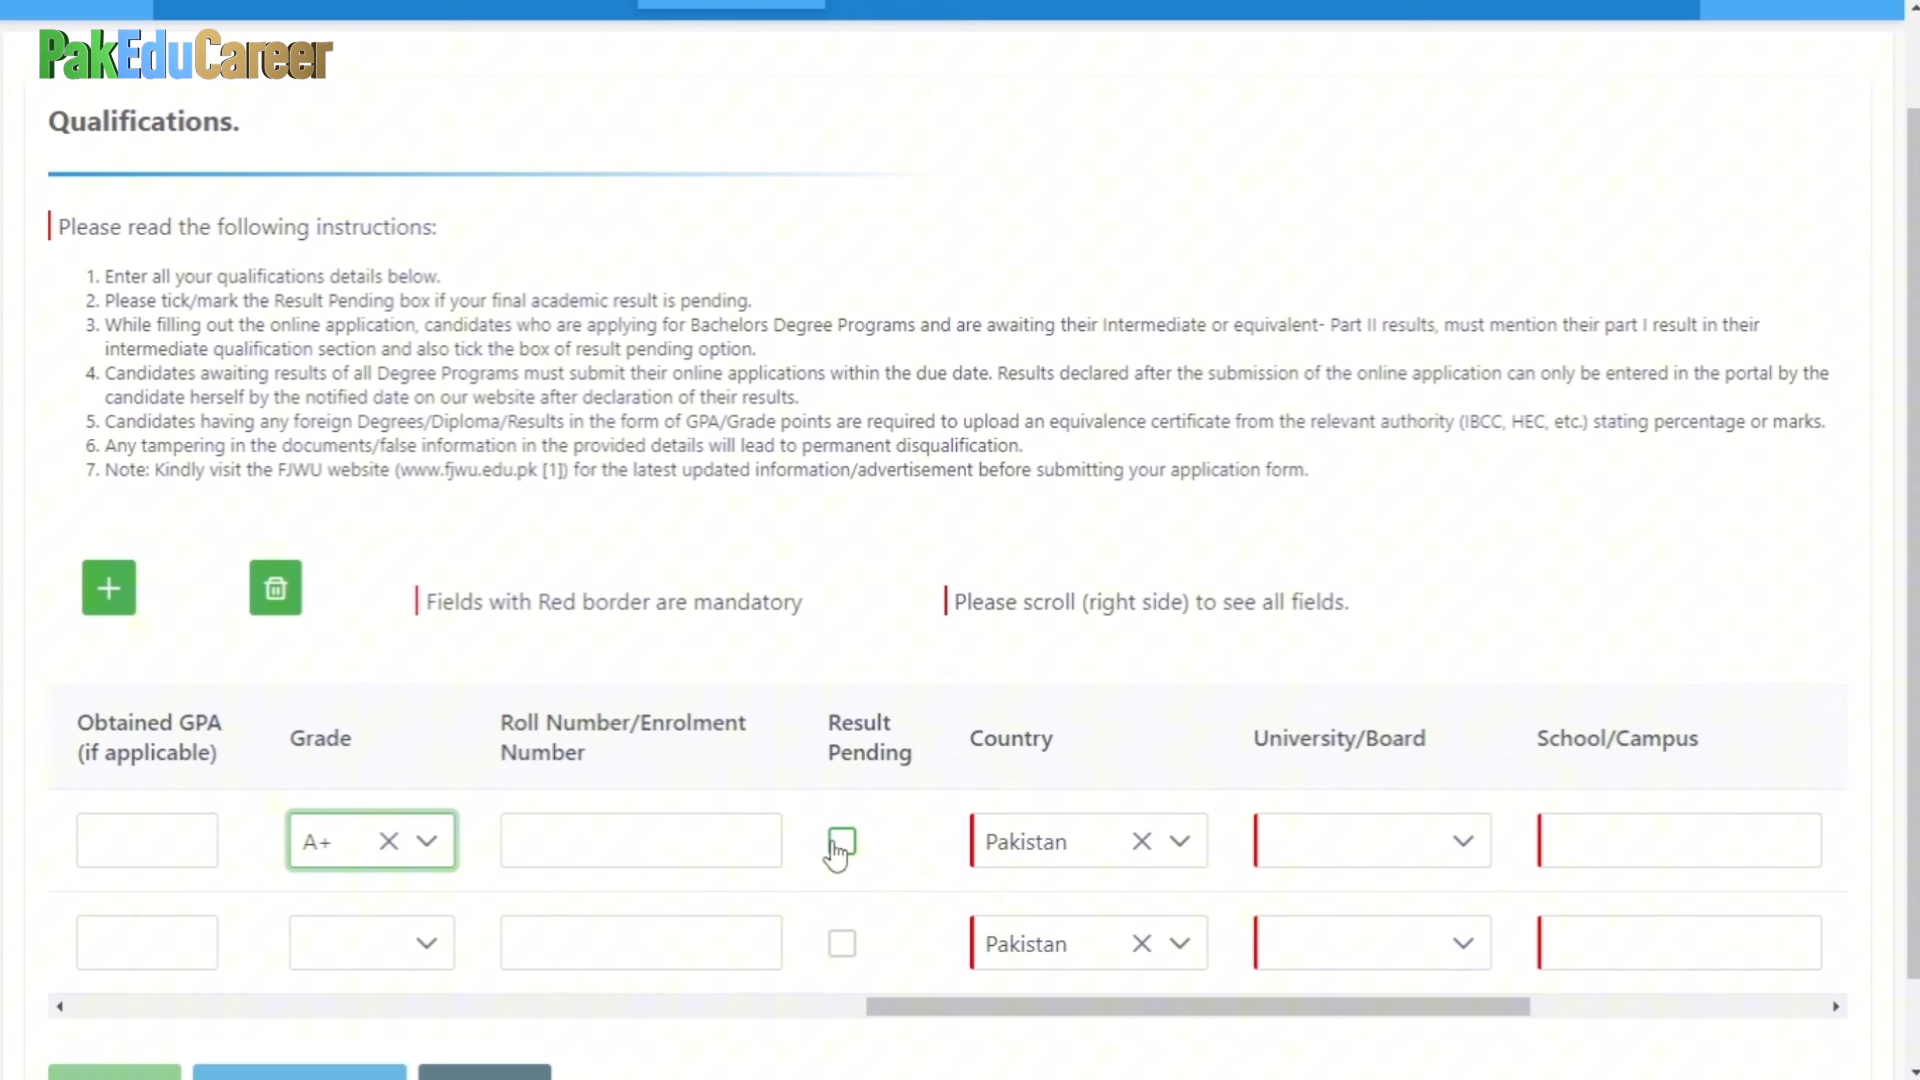 PakEduCareer
Qualifications.
Please read the following instructions:
1. Enter all your qualifications details below.
2. Please tick/mark the Result Pending box if your final academic result is pending.
3. While filling out the online application, candidates who are applying for Bachelors Degree Programs and are awaiting their Intermediate or equivalent- Part II results, must mention their part I result in their
intermediate qualification section and also tick the box of result pending option.
4. Candidates awaiting results of all Degree Programs must submit their online applications within the due date. Results declared after the submission of the online application can only be entered in the portal by the
candidate herself by the notified date on our website after declaration of their results.
5. Candidates having any foreign Degrees/Diploma/Results in the form of GPA/Grade points are required to upload an equivalence certificate from the relevant authority (IBCC, HEC, etc.) stating percentage or marks.
6. Any tampering in the documents/false information in the provided details will lead to permanent disqualification.
7. Note: Kindly visit the FJWU website (www.fjwu.edu.pk [1]) for the latest updated information/advertisement before submitting your application form.
Fields with Red border are mandatory
Please scroll (right side) to see all fields.
Obtained GPA
(if applicable)
Grade
Roll Number/Enrolment
Number
Result
Pending
Country
University/Board
School/Campus
A+
Pakistan
Pakistan